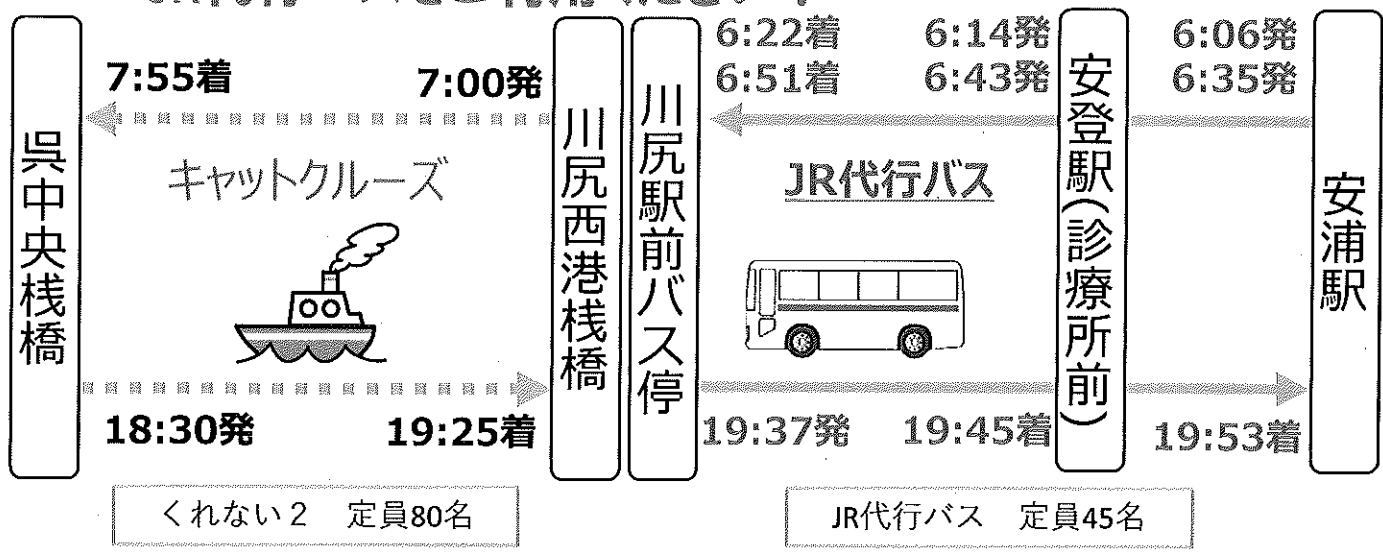 6:22着 6:14発 6:06発
6:51着 6:43発 6:35発
7:55着 7:00発
呉中央桟橋
キャットクルーズ
川尻西港桟橋
川尻駅前バス停
JR代行バス
安登駅(診療所前)
安浦駅
18:30発 19:25着
19:37発 19:45着 19:53着
くれない2 定員80名
JR代行バス 定員45名